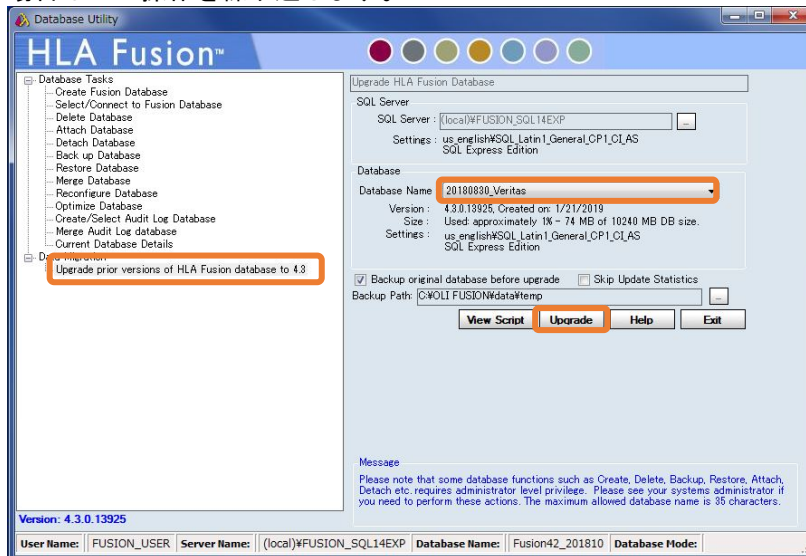 Database Utility
HLA Fusion™
Database Tasks
Create Fusion Database
Select/Connect to Fusion Database
Delete Database
Attach Database
Detach Database
Back up Database
Restore Database
Merge Database
Reconfigure Database
Optimize Database
Create/Select Audit Log Database
Merge Audit Log database
Current Database Details
Data Migration
Upgrade prior versions of HLA Fusion database to 4.3
Version: 4.3.0.13925
Upgrade HLA Fusion Database
SQL Server
SQL Server : (local)¥FUSION_SQL14EXP ...
Settings : us_english¥SQL_Latin1_General_CP1_CI_AS
SQL Express Edition
Database
Database Name 20180830_Veritas
Version : 4.3.0.13925, Created on: 1/21/2019
Size : Used: approximately 1% - 74 MB of 10240 MB DB size.
Settings : us_english¥SQL_Latin1_General_CP1_CI_AS
SQL Express Edition
Backup original database before upgrade Skip Update Statistics
Backup Path: C:¥OLI FUSION¥data¥temp ...
View Script Upgrade Help Exit
Message
Please note that some database functions such as Create, Delete, Backup, Restore, Attach,
Detach etc. requires administrator level privilege. Please see your systems administrator if
you need to perform these actions. The maximum allowed database name is 35 characters.
User Name: FUSION_USER Server Name: (local)¥FUSION_SQL14EXP Database Name: Fusion42_201810 Database Mode: